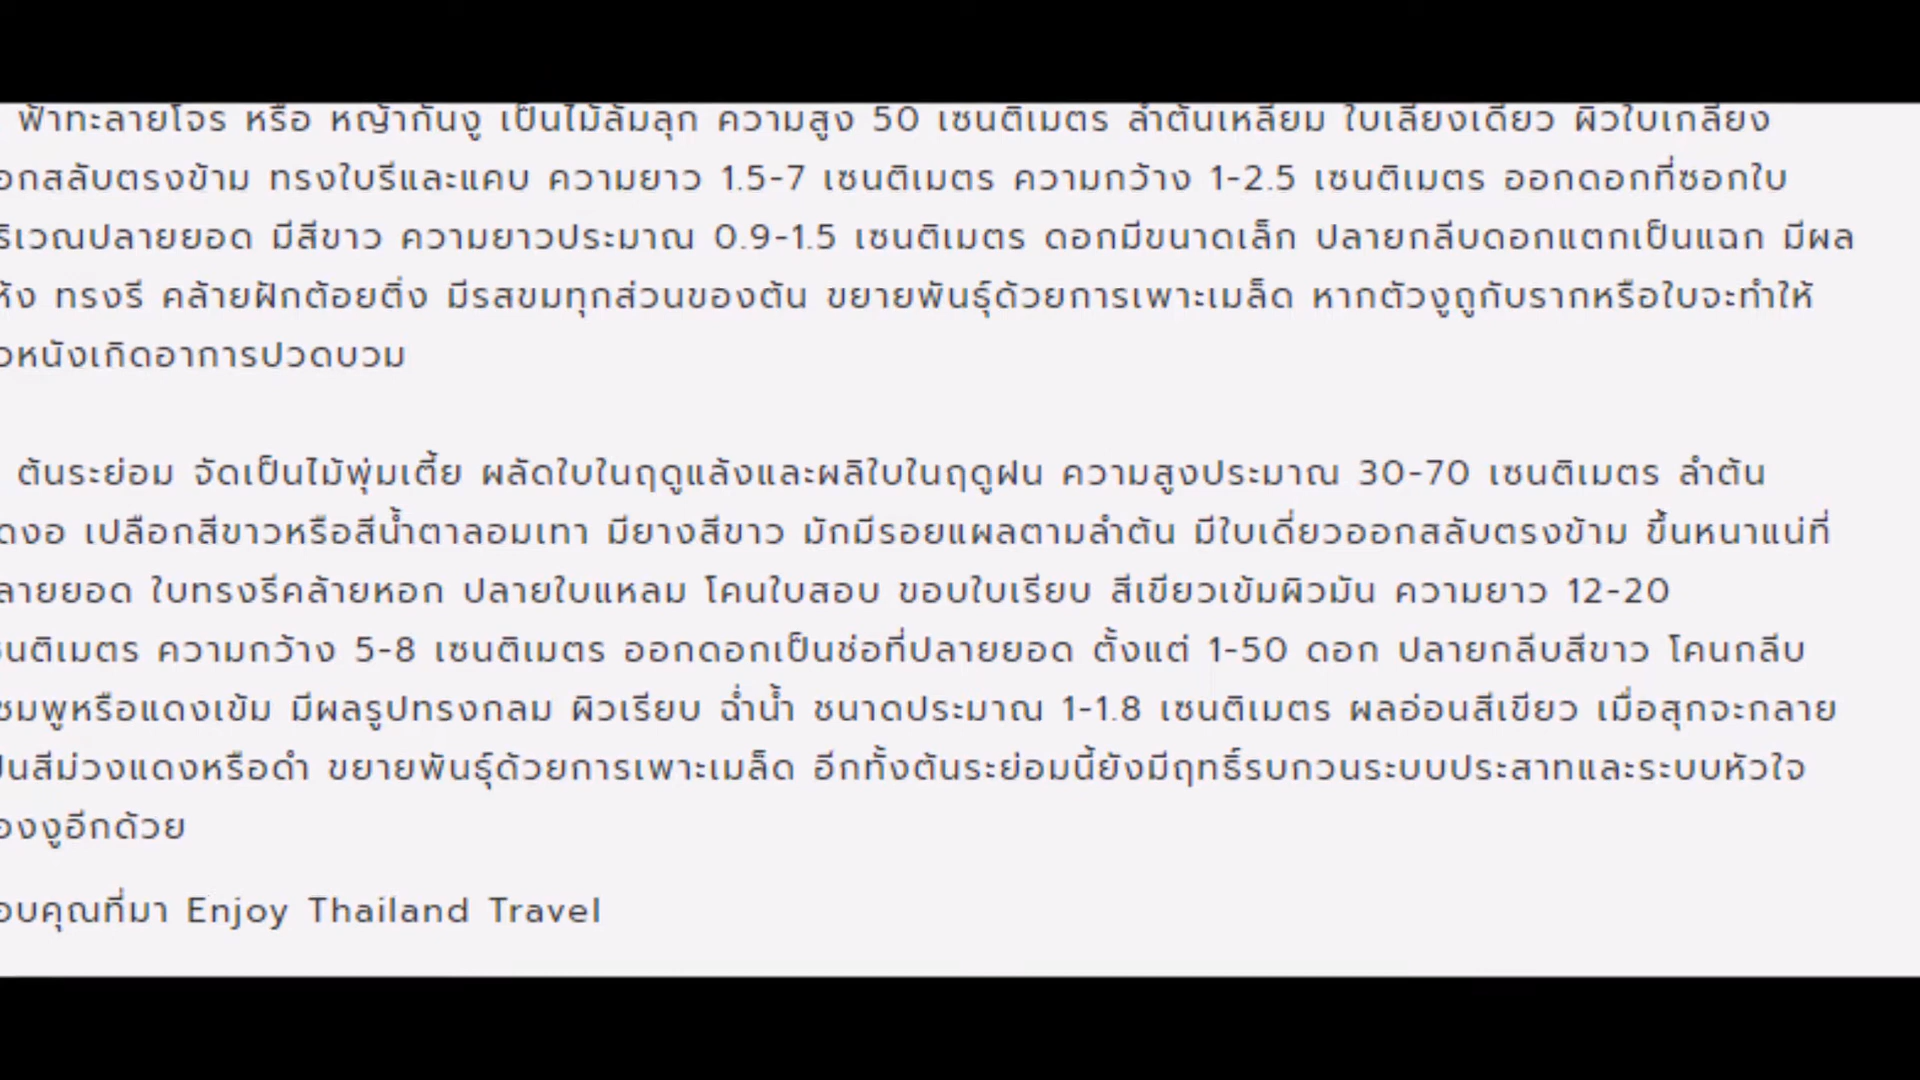 ฟ้าทะลายโจร หรือ หญ้ากันงู เป็นไม้ล้มลุก ความสูง 50 เซนติเมตร ลำต้นเหลี่ยม ใบเลี้ยงเดี่ยว ผิวใบเกลี้ยง
อกสลับตรงข้าม ทรงใบรีและแคบ ความยาว 1.5-7 เซนติเมตร ความกว้าง 1-2.5 เซนติเมตร ออกดอกที่ซอกใบ
ริเวณปลายยอด มีสีขาว ความยาวประมาณ 0.9-1.5 เซนติเมตร ดอกมีขนาดเล็ก ปลายกลีบดอกแตกเป็นแฉก มีผล
ห้ง ทรงรี คล้ายฝักต้อยติ่ง มีรสขมทุกส่วนของต้น ขยายพันธุ์ด้วยการเพาะเมล็ด หากตัวงูถูกับรากหรือใบจะทำให้
วหนังเกิดอาการปวดบวม
ต้นระย่อม จัดเป็นไม้พุ่มเตี้ย ผลัดใบในฤดูแล้งและผลิใบในฤดูฝน ความสูงประมาณ 30-70 เซนติเมตร ลำต้น
ดงอ เปลือกสีขาวหรือสีน้ำตาลอมเทา มียางสีขาว มักมีรอยแผลตามลำต้น มีใบเดี่ยวออกสลับตรงข้าม ขึ้นหนาแน่ที่
ลายยอด ใบทรงรีคล้ายหอก ปลายใบแหลม โคนใบสอบ ขอบใบเรียบ สีเขียวเข้มผิวมัน ความยาว 12-20
ซนติเมตร ความกว้าง 5-8 เซนติเมตร ออกดอกเป็นช่อที่ปลายยอด ตั้งแต่ 1-50 ดอก ปลายกลีบสีขาว โคนกลีบ
ชมพูหรือแดงเข้ม มีผลรูปทรงกลม ผิวเรียบ ฉ่ำน้ำ ขนาดประมาณ 1-1.8 เซนติเมตร ผลอ่อนสีเขียว เมื่อสุกจะกลาย
ป็นสีม่วงแดงหรือดำ ขยายพันธุ์ด้วยการเพาะเมล็ด อีกทั้งต้นระย่อมนี้ยังมีฤทธิ์รบกวนระบบประสาทและระบบหัวใจ
องงูอีกด้วย
อบคุณที่มา Enjoy Thailand Travel